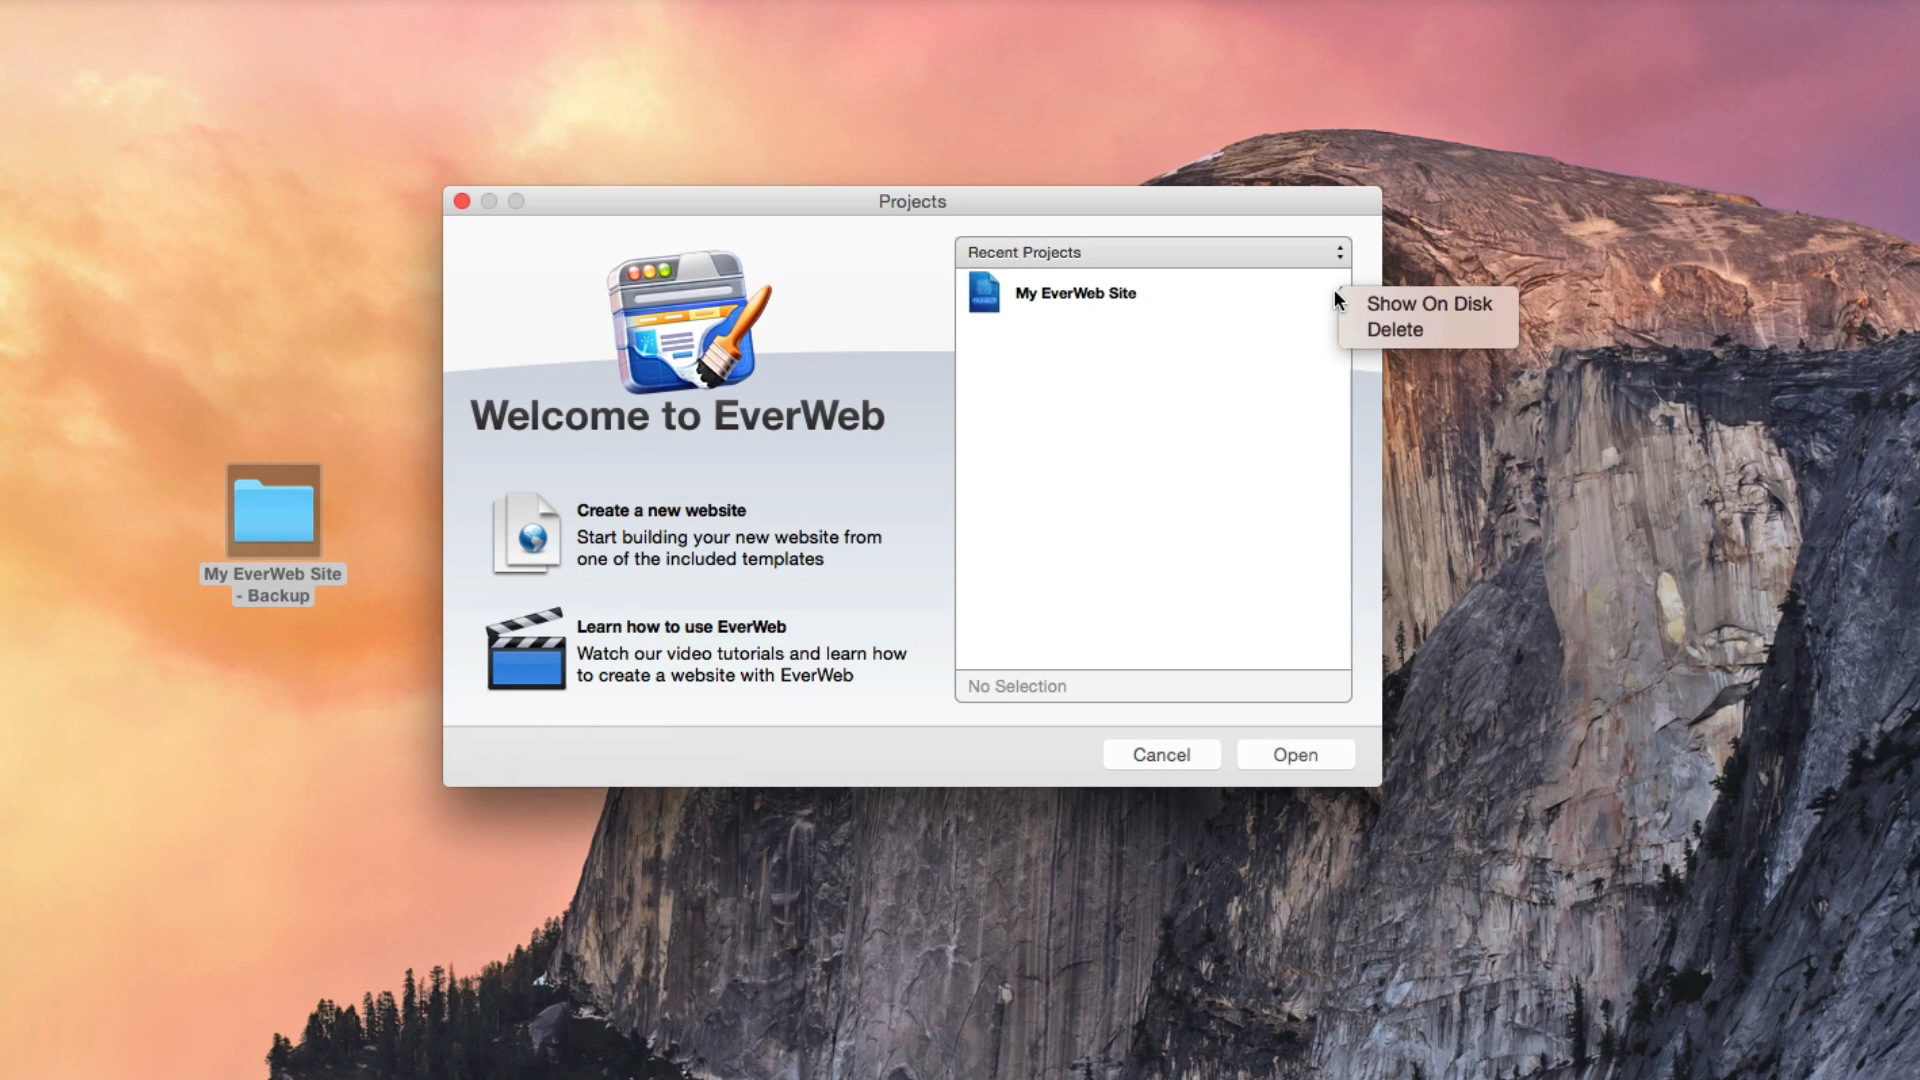 Projects
Welcome to EverWeb
Create a new website
Start building your new website from
one of the included templates
Learn how to use EverWeb
Watch our video tutorials and learn how
to create a website with EverWeb
Recent Projects
My EverWeb Site
Show On Disk
Delete
No Selection
Cancel
Open
My EverWeb Site
- Backup